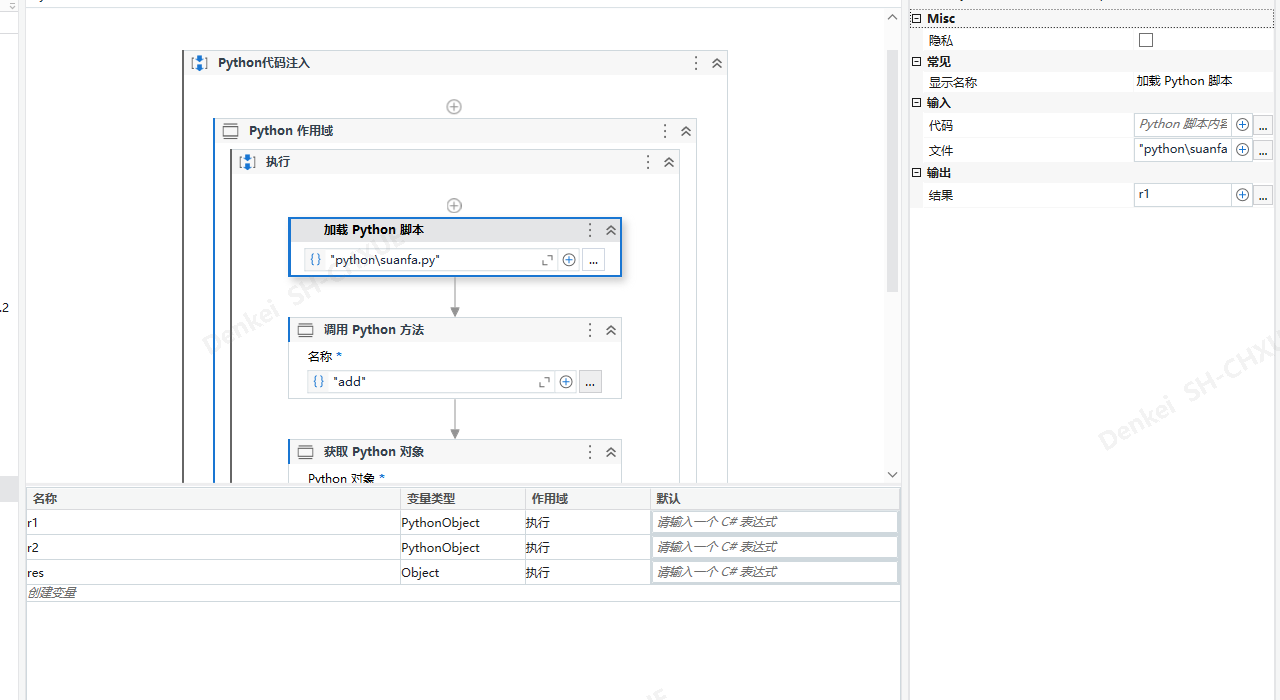 Python代码注入
Python 作用域
执行
加载 Python 脚本
{} "python\suanfa.py" ...
调用 Python 方法
名称 *
{} "add" ...
获取 Python 对象
Python 对象 *
.2
名称 变量类型 作用域 默认
r1 PythonObject 执行 请输入一个 C# 表达式
r2 PythonObject 执行 请输入一个 C# 表达式
res Object 执行 请输入一个 C# 表达式
创建变量
Misc
隐私
常见
显示名称 加载 Python 脚本
输入
代码 Python 脚本内容 ...
文件 "python\suanfa ...
输出
结果 r1 ...
Denkei SH-CHXUE
Denkei SH-CHXU